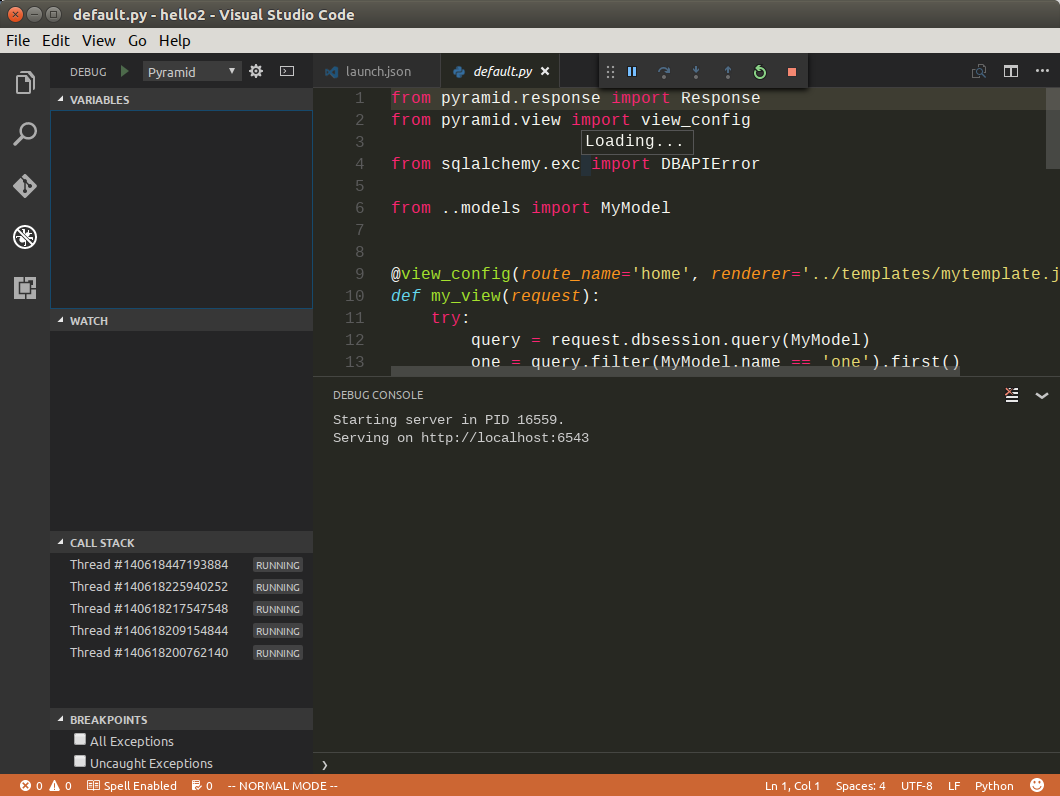 default.py - hello2 - Visual Studio Code
File Edit View Go Help
DEBUG Pyramid
launch.json default.py
VARIABLES
WATCH
CALL STACK
Thread #140618447193884 RUNNING
Thread #140618225940252 RUNNING
Thread #140618217547548 RUNNING
Thread #140618209154844 RUNNING
Thread #140618200762140 RUNNING
BREAKPOINTS
All Exceptions
Uncaught Exceptions
1 from pyramid.response import Response
2 from pyramid.view import view_config
3
Loading...
4 from sqlalchemy.exc import DBAPIError
5
6 from ..models import MyModel
7
8
9 @view_config(route_name='home', renderer='../templates/mytemplate.j
10 def my_view(request):
11 try:
12 query = request.dbsession.query(MyModel)
13 one = query.filter(MyModel.name == 'one').first()
DEBUG CONSOLE
Starting server in PID 16559.
Serving on http://localhost:6543
0 0 Spell Enabled 0 -- NORMAL MODE -- Ln 1, Col 1 Spaces: 4 UTF-8 LF Python